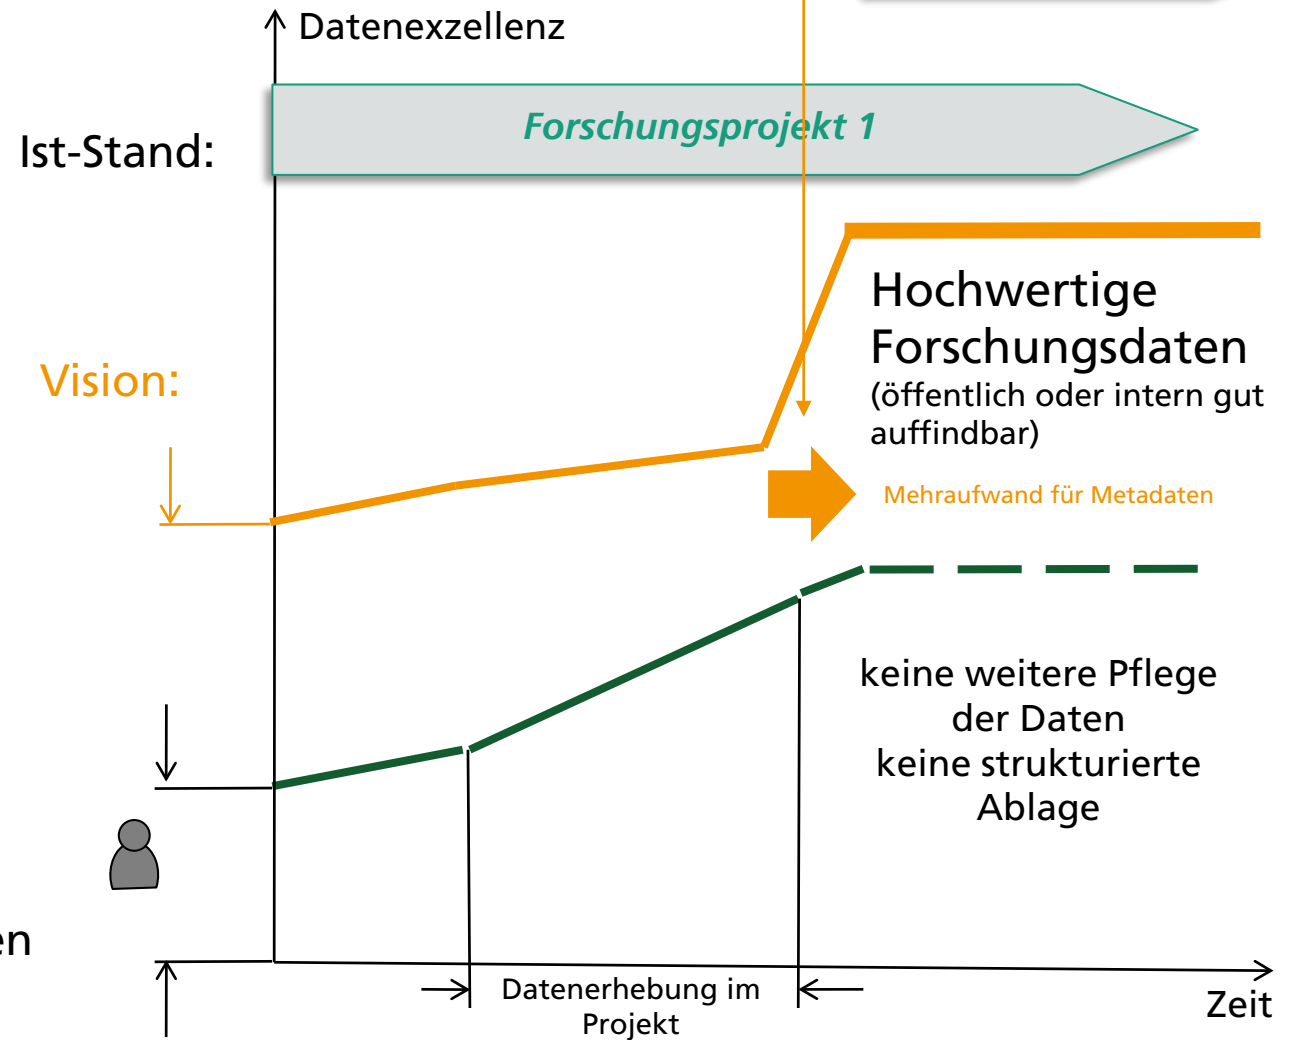 Datenexzellenz
Forschungsprojekt 1
Ist-Stand:
Hochwertige
Forschungsdaten
(öffentlich oder intern gut
auffindbar)
Vision:
Mehraufwand für Metadaten
keine weitere Pflege
der Daten
keine strukturierte
Ablage
en
Datenerhebung im
Projekt
Zeit